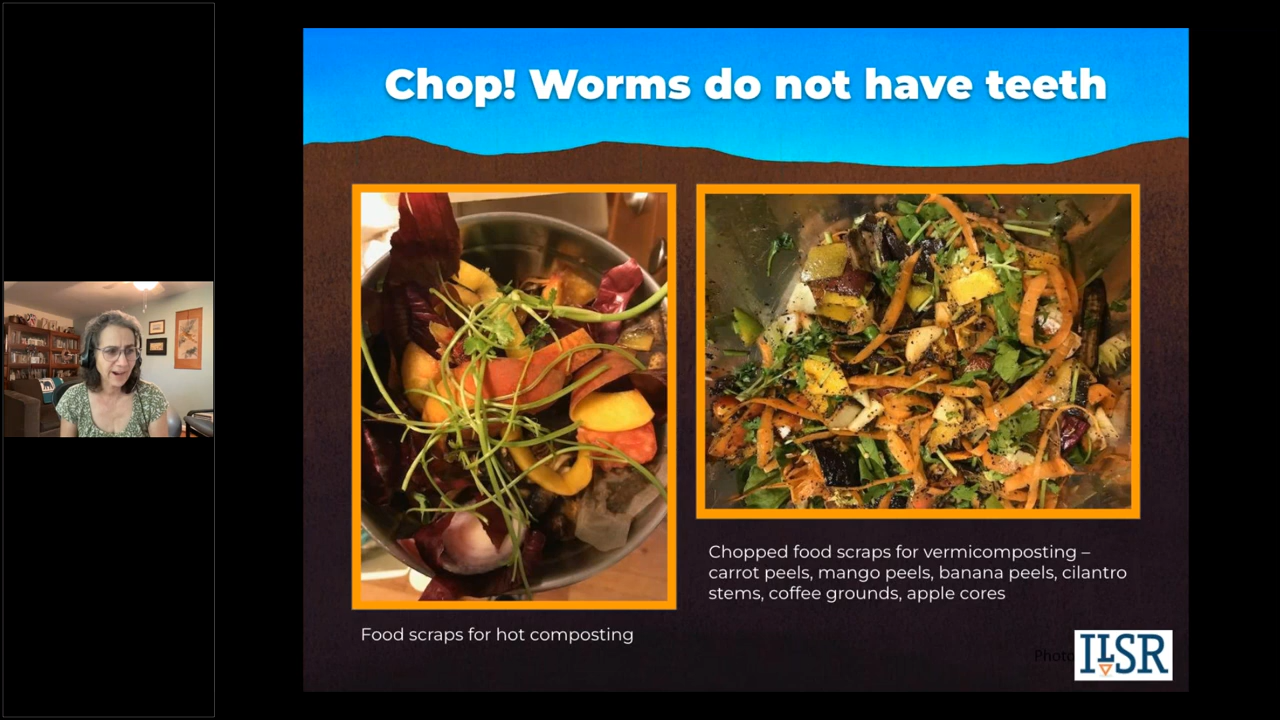 Chop! Worms do not have teeth
Chopped food scraps for vermicomposting –
carrot peels, mango peels, banana peels, cilantro
stems, coffee grounds, apple cores
Food scraps for hot composting
Photo
ILSR